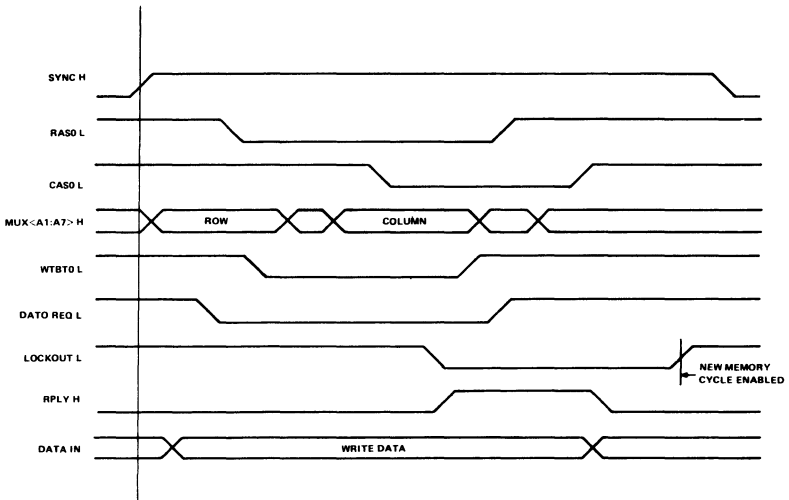 SYNC H
RAS0 L
CAS0 L
MUX<A1:A7> H
ROW
COLUMN
WTBT0 L
DATO REQ L
LOCKOUT L
NEW MEMORY
CYCLE ENABLED
RPLY H
DATA IN
WRITE DATA